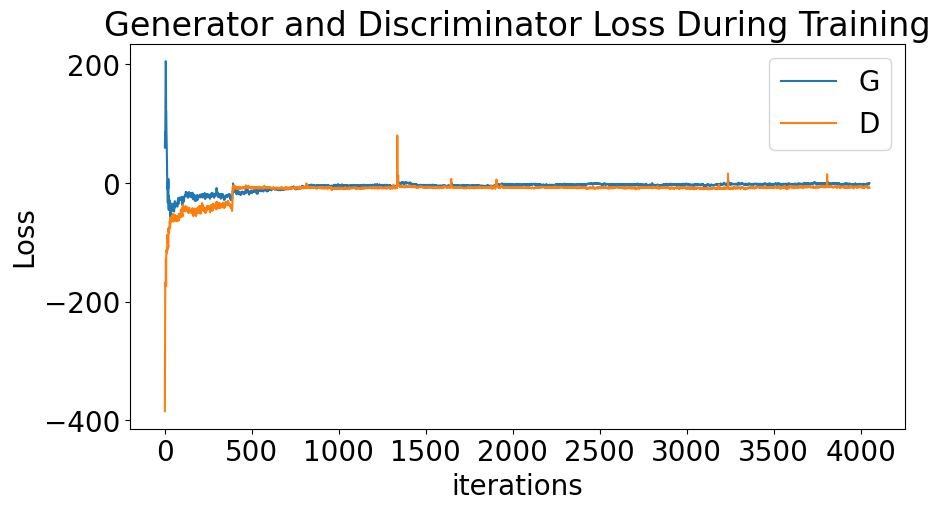 Generator and Discriminator Loss During Training
G
D
200
0
−200
−400
Loss
0 500 1000 1500 2000 2500 3000 3500 4000
iterations